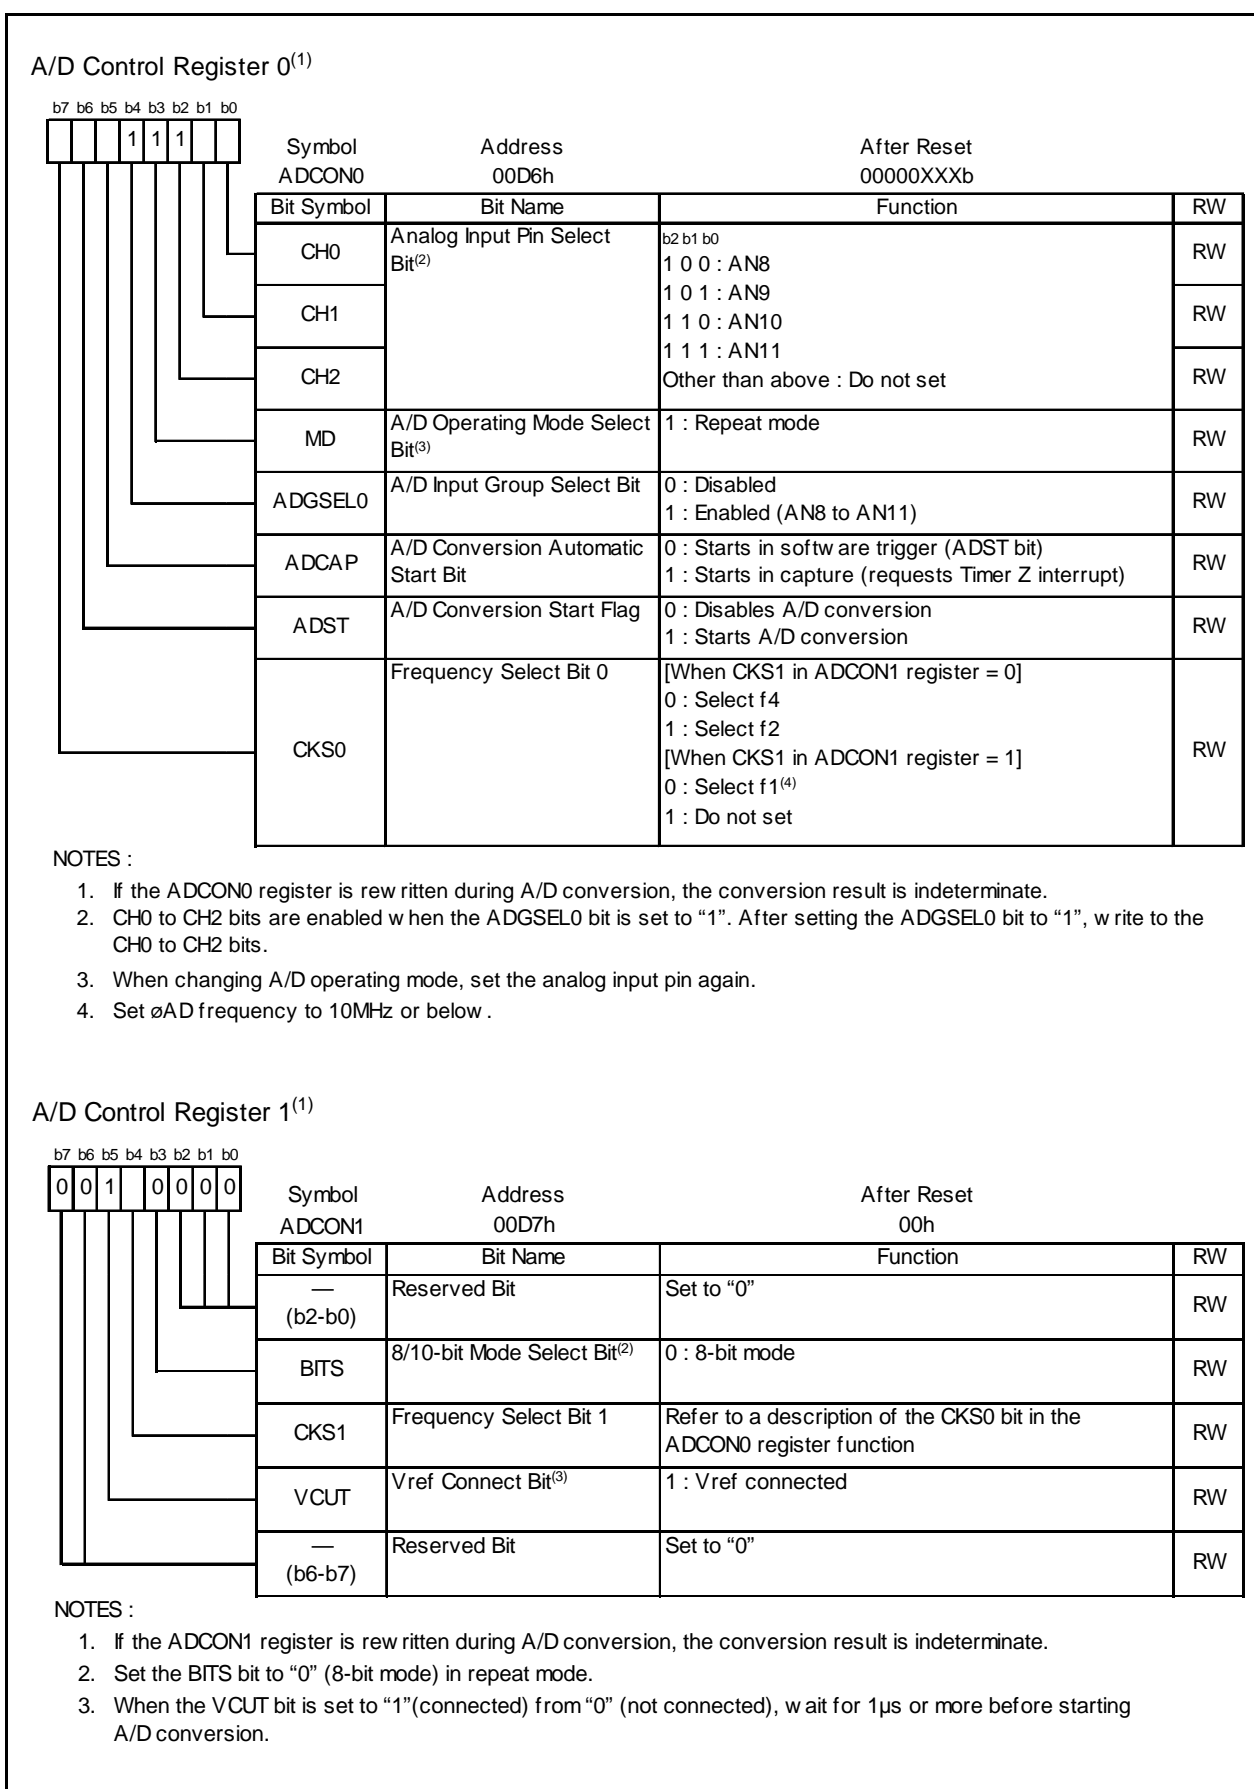 A/D Control Register 0(1)
b7 b6 b5 b4 b3 b2 b1 b0
1 1 1
Symbol Address After Reset
ADCON0 00D6h 00000XXXb
Bit Symbol Bit Name Function RW
CH0 Analog Input Pin Select Bit(2) b2 b1 b0 RW
1 0 0 : AN8
1 0 1 : AN9
CH1 RW
1 1 0 : AN10
1 1 1 : AN11
CH2 Other than above : Do not set RW
MD A/D Operating Mode Select Bit(3) 1 : Repeat mode RW
ADGSEL0 A/D Input Group Select Bit 0 : Disabled RW
1 : Enabled (AN8 to AN11)
ADCAP A/D Conversion Automatic Start Bit 0 : Starts in software trigger (ADST bit) RW
1 : Starts in capture (requests Timer Z interrupt)
ADST A/D Conversion Start Flag 0 : Disables A/D conversion RW
1 : Starts A/D conversion
CKS0 Frequency Select Bit 0 [When CKS1 in ADCON1 register = 0] RW
0 : Select f4
1 : Select f2
[When CKS1 in ADCON1 register = 1]
0 : Select f1(4)
1 : Do not set
NOTES :
1. If the ADCON0 register is rewritten during A/D conversion, the conversion result is indeterminate.
2. CH0 to CH2 bits are enabled when the ADGSEL0 bit is set to “1”. After setting the ADGSEL0 bit to “1”, write to the
CH0 to CH2 bits.
3. When changing A/D operating mode, set the analog input pin again.
4. Set øAD frequency to 10MHz or below.
A/D Control Register 1(1)
b7 b6 b5 b4 b3 b2 b1 b0
0 0 1 0 0 0 0
Symbol Address After Reset
ADCON1 00D7h 00h
Bit Symbol Bit Name Function RW
— (b2-b0) Reserved Bit Set to “0” RW
BITS 8/10-bit Mode Select Bit(2) 0 : 8-bit mode RW
CKS1 Frequency Select Bit 1 Refer to a description of the CKS0 bit in the RW
ADCON0 register function
VCUT Vref Connect Bit(3) 1 : Vref connected RW
— (b6-b7) Reserved Bit Set to “0” RW
NOTES :
1. If the ADCON1 register is rewritten during A/D conversion, the conversion result is indeterminate.
2. Set the BITS bit to “0” (8-bit mode) in repeat mode.
3. When the VCUT bit is set to “1”(connected) from “0” (not connected), wait for 1µs or more before starting
A/D conversion.